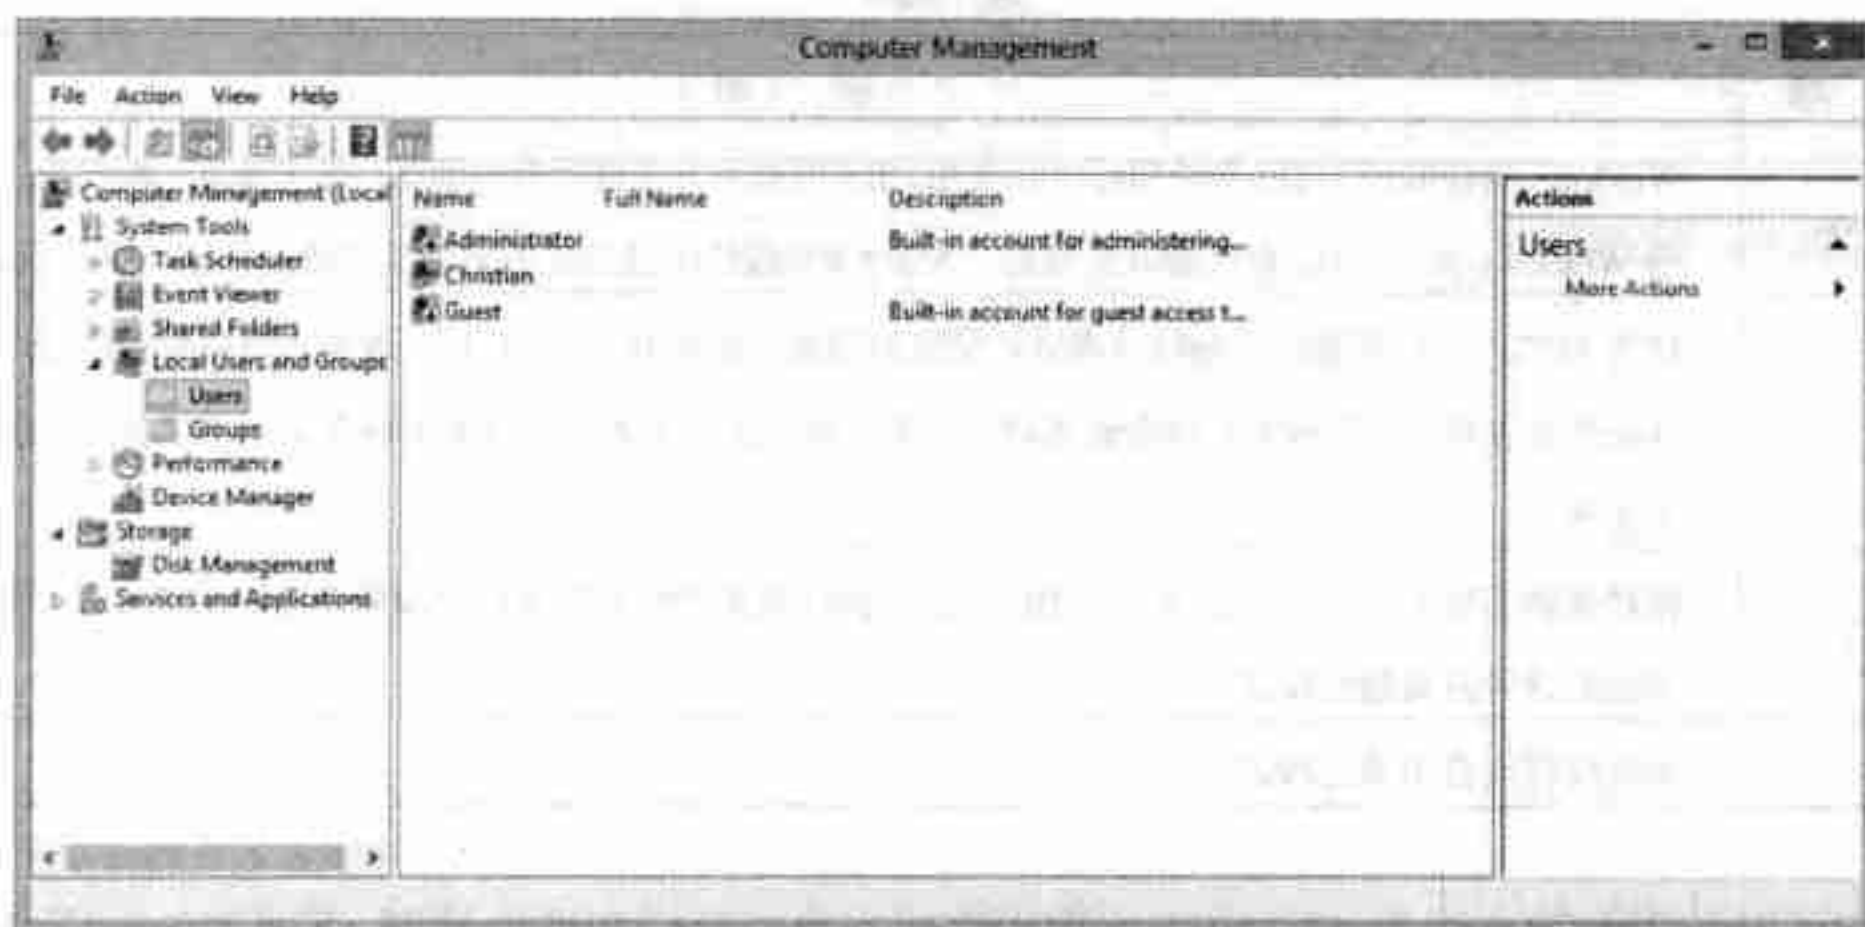 Computer Management
File Action View Help
Computer Management (Local
System Tools
Task Scheduler
Event Viewer
Shared Folders
Local Users and Groups
Users
Groups
Performance
Device Manager
Storage
Disk Management
Services and Applications
Name Full Name Description
Administrator Built-in account for administering...
Christian
Guest Built-in account for guest access t...
Actions
Users
More Actions